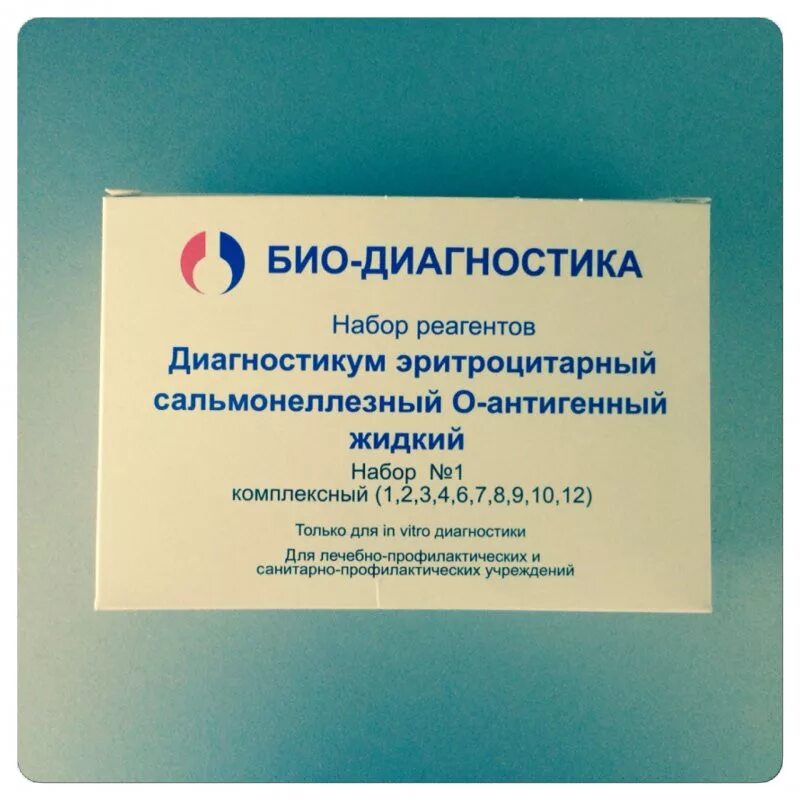 БИО-ДИАГНОСТИКА
Набор реагентов
Диагностикум эритроцитарный
сальмонеллезный О-антигенный
жидкий
Набор №1
комплексный (1,2,3,4,6,7,8,9,10,12)
Только для in vitro диагностики
Для лечебно-профилактических и
санитарно-профилактических учреждений